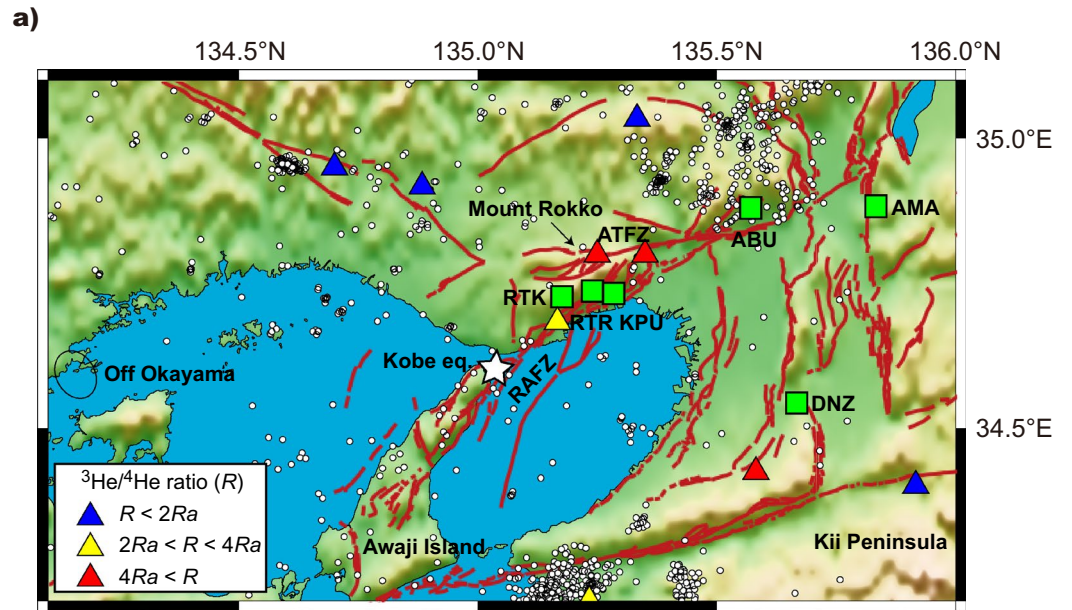 a)
134.5°N 135.0°N 135.5°N 136.0°N
35.0°E
Mount Rokko
ATFZ
ABU
AMA
RTK
RTR KPU
Kobe eq.
RAFZ
Off Okayama
DNZ
34.5°E
³He/⁴He ratio (R)
R < 2Ra
2Ra < R < 4Ra
4Ra < R
Awaji Island
Kii Peninsula